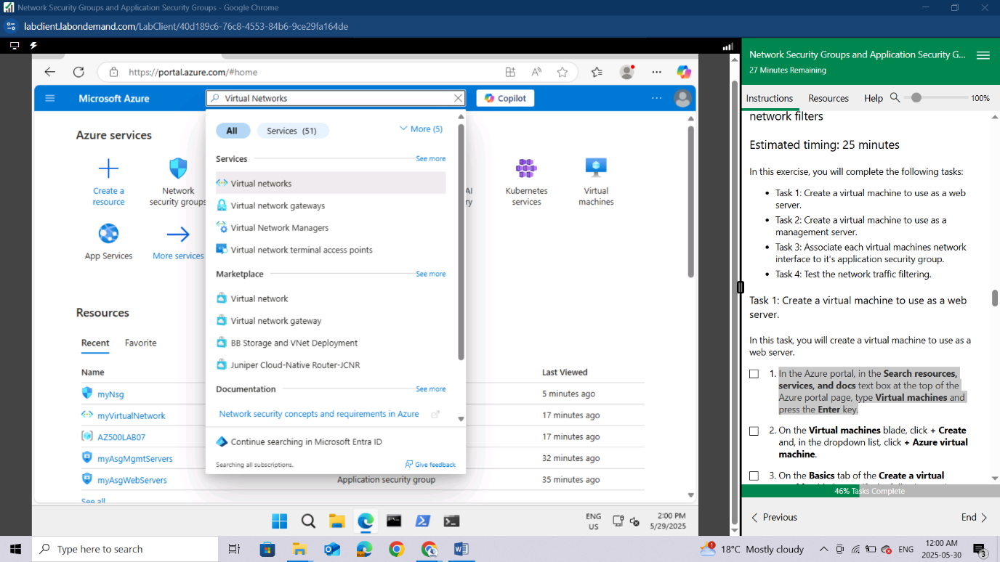 Network Security Groups and Application Security Groups - Google Chrome
labclient.labondemand.com/LabClient/40d189c6-76c8-4553-84b6-9ce29fa164de
https://portal.azure.com/#home
Microsoft Azure
Virtual Networks
Copilot
Azure services
Create a
resource
Network
security groups
AI
ry
Kubernetes
services
Virtual
machines
App Services
More services
All
Services (51)
More (5)
Services
See more
Virtual networks
Virtual network gateways
Virtual Network Managers
Virtual network terminal access points
Marketplace
See more
Virtual network
Virtual network gateway
BB Storage and VNet Deployment
Juniper Cloud-Native Router-JCNR
Documentation
See more
Network security concepts and requirements in Azure
Continue searching in Microsoft Entra ID
Searching all subscriptions.
Give feedback
Resources
Recent
Favorite
Name
Last Viewed
myNsg
5 minutes ago
myVirtualNetwork
17 minutes ago
AZ500LAB07
17 minutes ago
myAsgMgmtServers
32 minutes ago
myAsgWebServers
Application security group
35 minutes ago
See all
ENG
US
2:00 PM
5/29/2025
Network Security Groups and Application Security G...
27 Minutes Remaining
Instructions
Resources
Help
100%
network filters
Estimated timing: 25 minutes
In this exercise, you will complete the following tasks:
• Task 1: Create a virtual machine to use as a web
server.
• Task 2: Create a virtual machine to use as a
management server.
• Task 3: Associate each virtual machines network
interface to it's application security group.
• Task 4: Test the network traffic filtering.
Task 1: Create a virtual machine to use as a web
server.
In this task, you will create a virtual machine to use as a
web server.
1. In the Azure portal, in the Search resources,
services, and docs text box at the top of the
Azure portal page, type Virtual machines and
press the Enter key.
2. On the Virtual machines blade, click + Create
and, in the dropdown list, click + Azure virtual
machine.
3. On the Basics tab of the Create a virtual
46% Tasks Complete
Previous
End
Type here to search
1
18°C Mostly cloudy
ENG
12:00 AM
2025-05-30
3